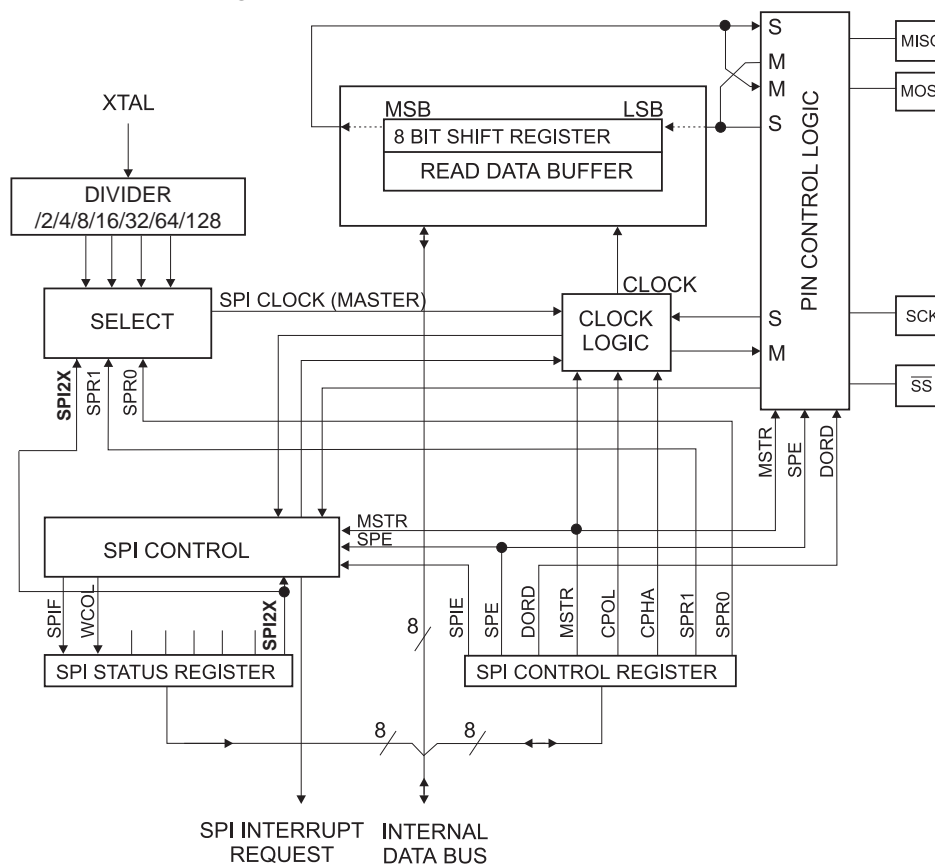 XTAL
DIVIDER
/2/4/8/16/32/64/128
SELECT
SPI2X
SPR1
SPR0
MSB
LSB
8 BIT SHIFT REGISTER
READ DATA BUFFER
SPI CLOCK (MASTER)
CLOCK
CLOCK
LOGIC
S
M
M
S
S
M
PIN CONTROL LOGIC
MISO
MOSI
SCK
SS
MSTR
SPE
DORD
SPI CONTROL
MSTR
SPE
SPIF
WCOL
SPI2X
SPI STATUS REGISTER
SPIE
SPE
DORD
MSTR
CPOL
CPHA
SPR1
SPR0
SPI CONTROL REGISTER
8
8
8
SPI INTERRUPT
REQUEST
INTERNAL
DATA BUS